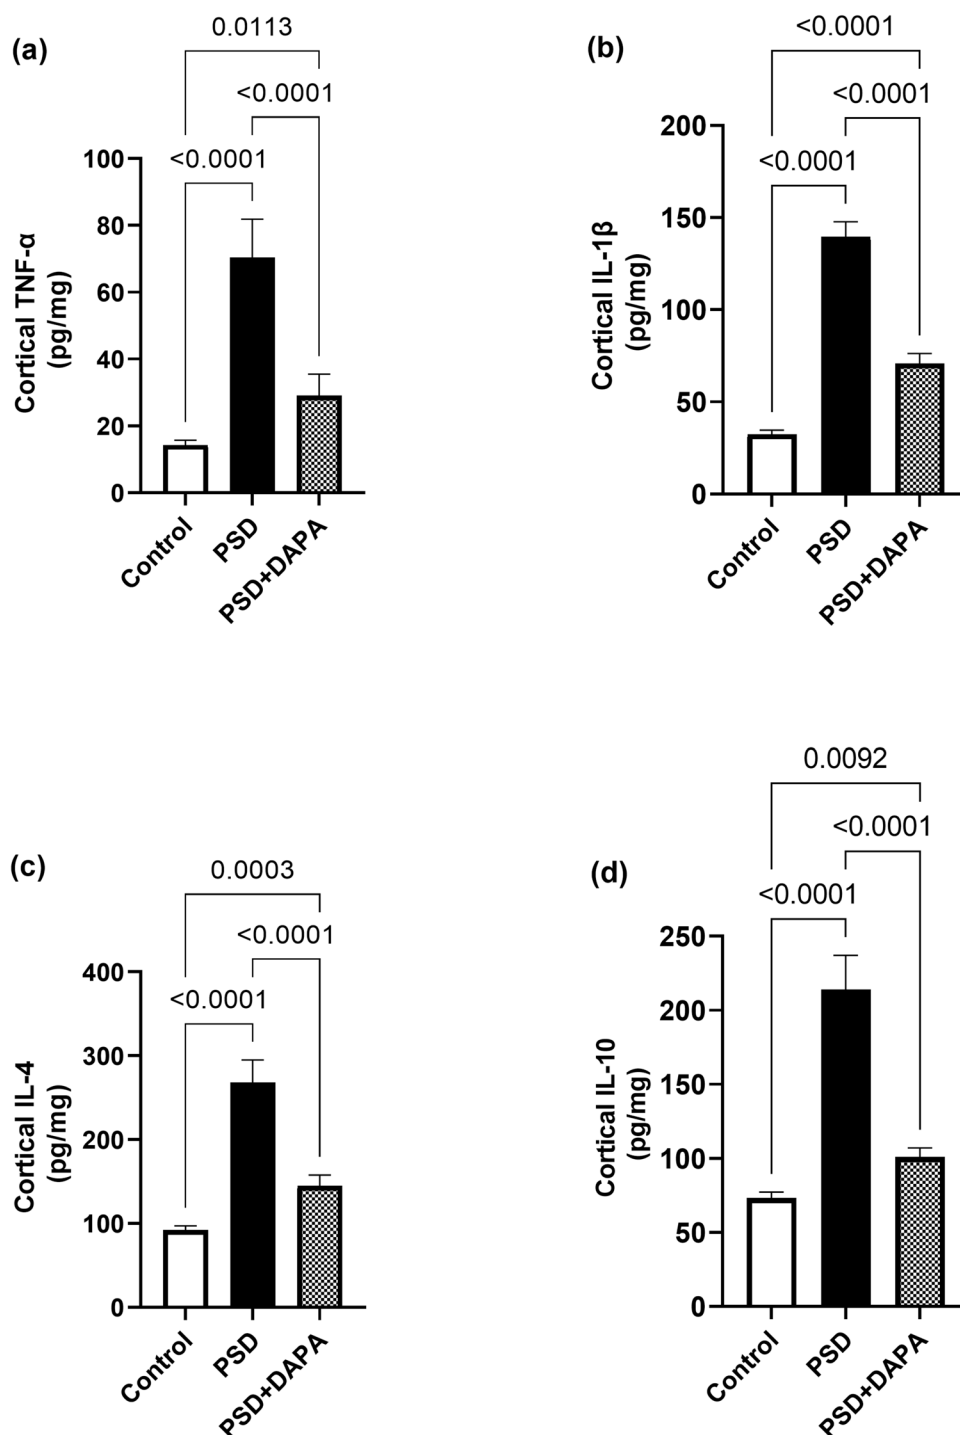 (a)
0.0113
<0.0001
<0.0001
100
80
60
40
20
0
Cortical TNF-α
(pg/mg)
Control
PSD
PSD+DAPA
(b)
<0.0001
<0.0001
<0.0001
200
150
100
50
0
Cortical IL-1β
(pg/mg)
Control
PSD
PSD+DAPA
(c)
0.0003
<0.0001
<0.0001
400
300
200
100
0
Cortical IL-4
(pg/mg)
Control
PSD
PSD+DAPA
(d)
0.0092
<0.0001
<0.0001
250
200
150
100
50
0
Cortical IL-10
(pg/mg)
Control
PSD
PSD+DAPA